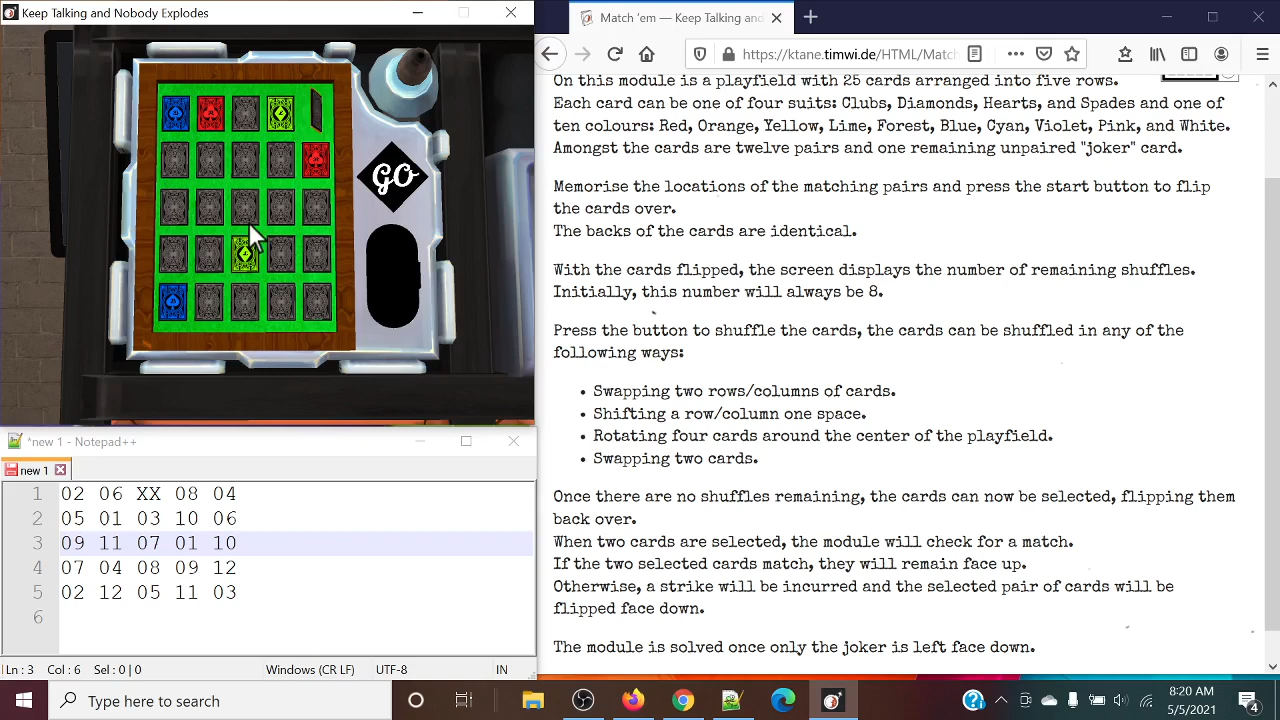 Keep Talking and Nobody Explodes
GO
*new 1 - Notepad++
new 1
1 02 06 XX 08 04
2 05 01 03 10 06
3 09 11 07 01 10
4 07 04 08 09 12
5 02 12 05 11 03
6
Ln : 3 Col : 6 Sel : 0 | 0 Windows (CR LF) UTF-8 IN
Match 'em — Keep Talking and
https://ktane.timwi.de/HTML/Matc
On this module is a playfield with 25 cards arranged into five rows.
Each card can be one of four suits: Clubs, Diamonds, Hearts, and Spades and one of
ten colours: Red, Orange, Yellow, Lime, Forest, Blue, Cyan, Violet, Pink, and White.
Amongst the cards are twelve pairs and one remaining unpaired "joker" card.
Memorise the locations of the matching pairs and press the start button to flip
the cards over.
The backs of the cards are identical.
With the cards flipped, the screen displays the number of remaining shuffles.
Initially, this number will always be 8.
Press the button to shuffle the cards, the cards can be shuffled in any of the
following ways:
• Swapping two rows/columns of cards.
• Shifting a row/column one space.
• Rotating four cards around the center of the playfield.
• Swapping two cards.
Once there are no shuffles remaining, the cards can now be selected, flipping them
back over.
When two cards are selected, the module will check for a match.
If the two selected cards match, they will remain face up.
Otherwise, a strike will be incurred and the selected pair of cards will be
flipped face down.
The module is solved once only the joker is left face down.
Type here to search
8:20 AM
5/5/2021
4